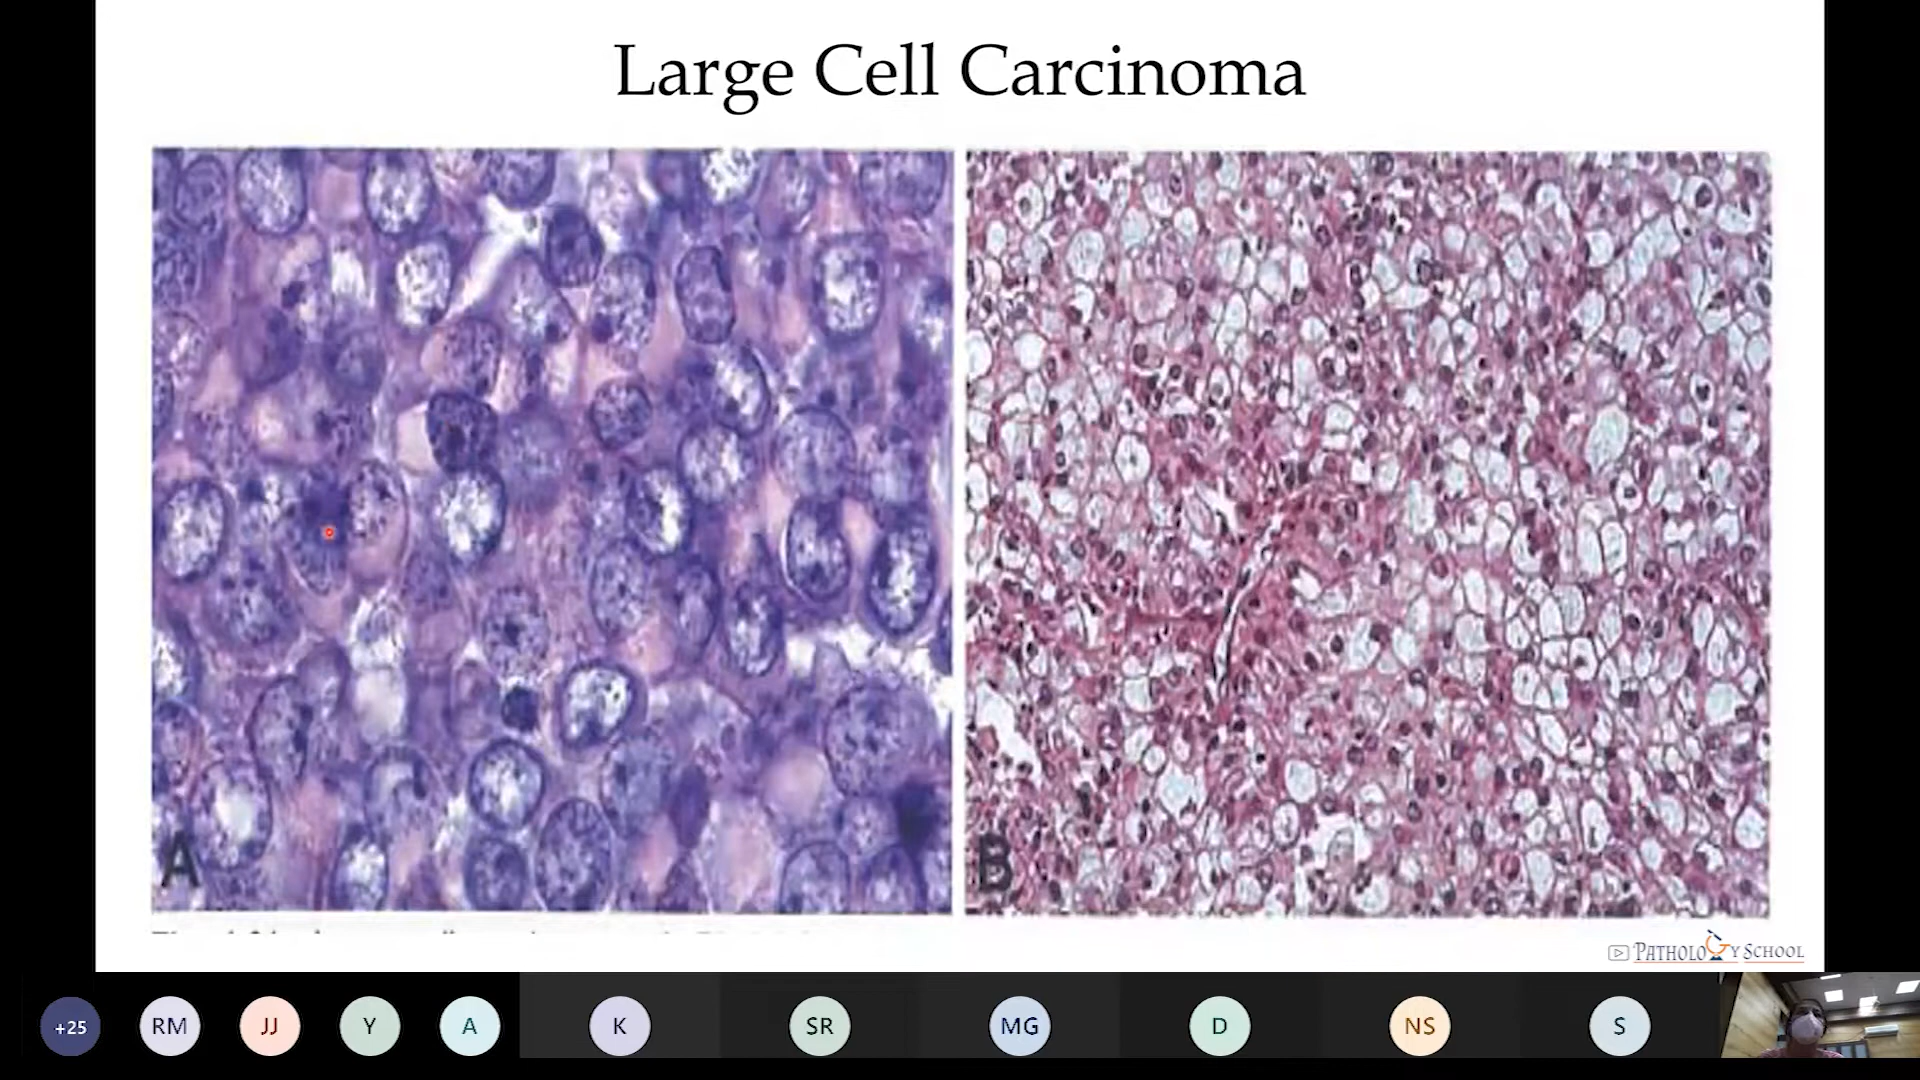 Large Cell Carcinoma
A
B
PATHOLOGY SCHOOL
+25
RM
JJ
Y
A
K
SR
MG
D
NS
S